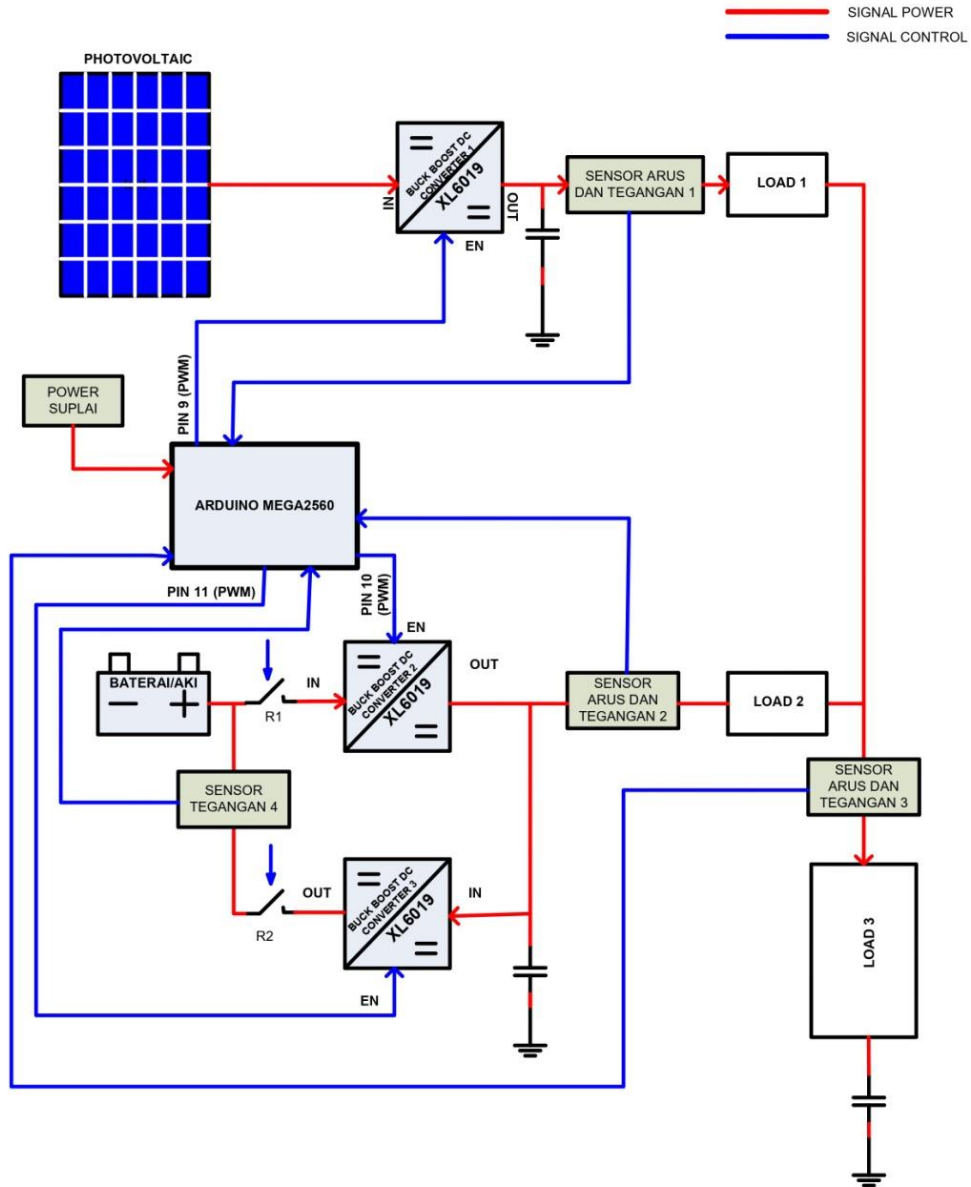 SIGNAL POWER
SIGNAL CONTROL
PHOTOVOLTAIC
BUCK BOOST DC
CONVERTER 1
XL6019
IN
OUT
EN
SENSOR ARUS
DAN TEGANGAN 1
LOAD 1
PIN 9 (PWM)
POWER
SUPLAI
ARDUINO MEGA2560
PIN 11 (PWM)
PIN 10
(PWM)
EN
BATERAI/AKI
R1
IN
BUCK BOOST DC
CONVERTER 2
XL6019
OUT
SENSOR
ARUS DAN
TEGANGAN 2
LOAD 2
SENSOR
TEGANGAN 4
SENSOR
ARUS DAN
TEGANGAN 3
R2
OUT
BUCK BOOST DC
CONVERTER 3
XL6019
IN
EN
LOAD 3